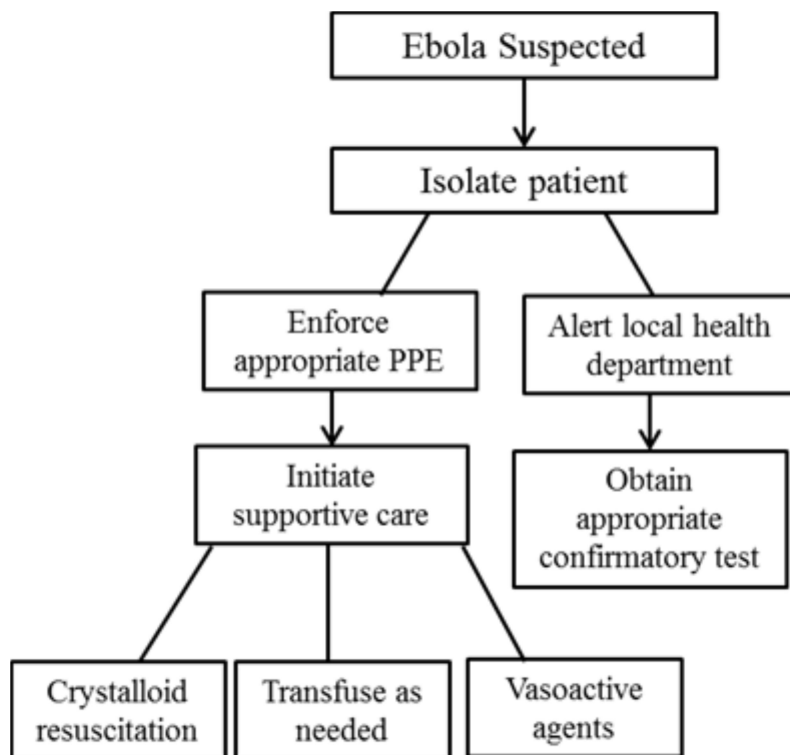 Ebola Suspected
Isolate patient
Enforce
appropriate PPE
Alert local health
department
Initiate
supportive care
Obtain
appropriate
confirmatory test
Crystalloid
resuscitation
Transfuse as
needed
Vasoactive
agents